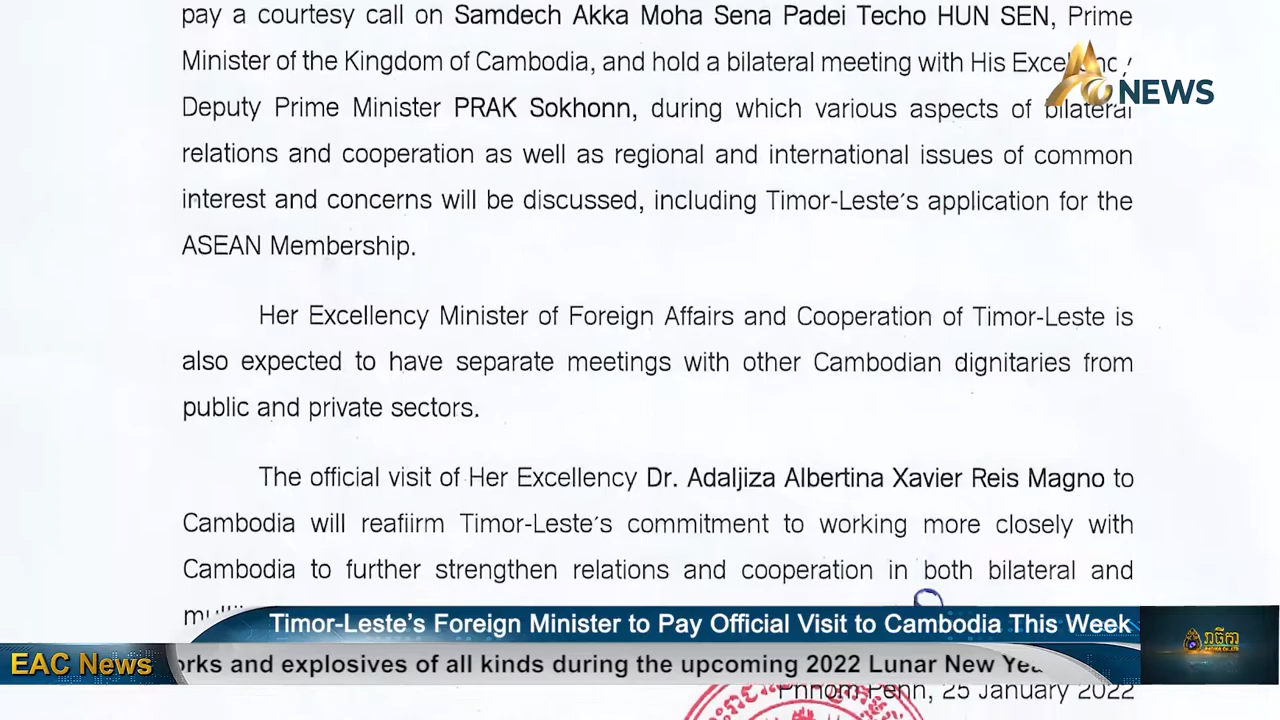 pay a courtesy call on Samdech Akka Moha Sena Padei Techo HUN SEN, Prime
Minister of the Kingdom of Cambodia, and hold a bilateral meeting with His Excellency
Deputy Prime Minister PRAK Sokhonn, during which various aspects of bilateral
relations and cooperation as well as regional and international issues of common
interest and concerns will be discussed, including Timor-Leste's application for the
ASEAN Membership.
Her Excellency Minister of Foreign Affairs and Cooperation of Timor-Leste is
also expected to have separate meetings with other Cambodian dignitaries from
public and private sectors.
The official visit of Her Excellency Dr. Adaljiza Albertina Xavier Reis Magno to
Cambodia will reafiirm Timor-Leste's commitment to working more closely with
Cambodia to further strengthen relations and cooperation in both bilateral and
Phnom Penh, 25 January 2022
NEWS
Timor-Leste's Foreign Minister to Pay Official Visit to Cambodia This Week
EAC News
and explosives of all kinds during the upcoming 2022 Lunar New
រាធីកា